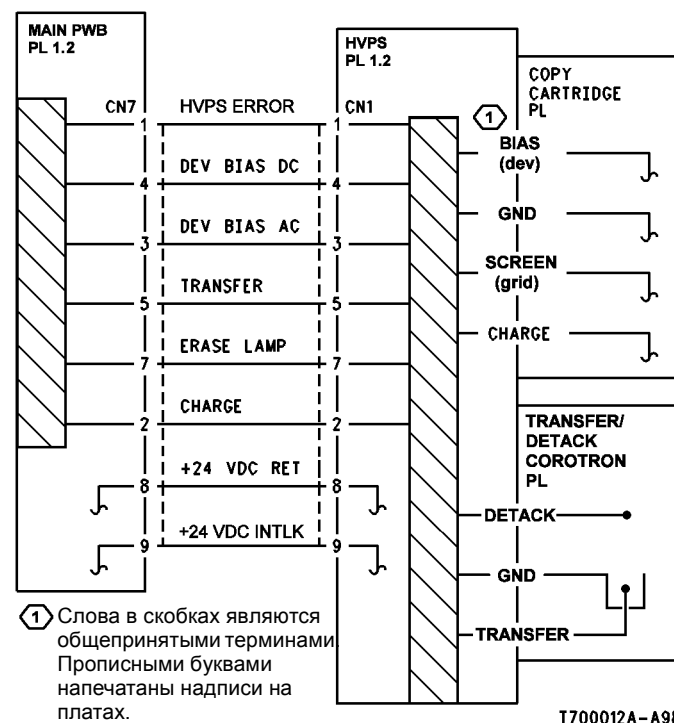 MAIN PWB
PL 1.2
HVPS
PL 1.2
COPY
CARTRIDGE
PL
CN7 HVPS ERROR CN1
1 1
1
BIAS
(dev)
DEV BIAS DC
4 4
GND
DEV BIAS AC
3 3
SCREEN
(grid)
TRANSFER
5 5
CHARGE
ERASE LAMP
7 7
CHARGE
2 2
TRANSFER/
DETACK
COROTRON
PL
+24 VDC RET
8 8
DETACK
+24 VDC INTLK
9 9
GND
TRANSFER
1 Слова в скобках являются
общепринятыми терминами.
Прописными буквами
напечатаны надписи на
платах.
T700012A-A98